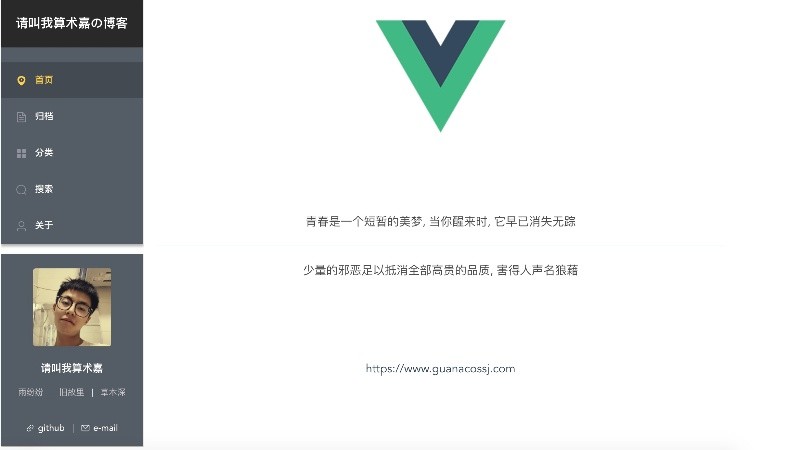 请叫我算术嘉の博客
首页
归档
分类
搜索
关于
请叫我算术嘉
雨纷纷 旧故里 | 草木深
github | e-mail
青春是一个短暂的美梦, 当你醒来时, 它早已消失无踪
少量的邪恶足以抵消全部高贵的品质, 害得人声名狼藉
https://www.guanacossj.com